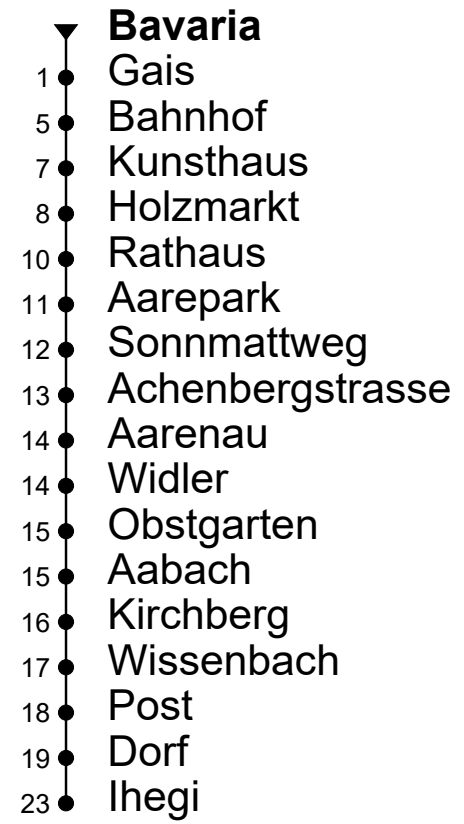 Bavaria
1 Gais
5 Bahnhof
7 Kunsthaus
8 Holzmarkt
10 Rathaus
11 Aarepark
12 Sonnmattweg
13 Achenbergstrasse
14 Aarenau
14 Widler
15 Obstgarten
15 Aabach
16 Kirchberg
17 Wissenbach
18 Post
19 Dorf
23 Ihegi